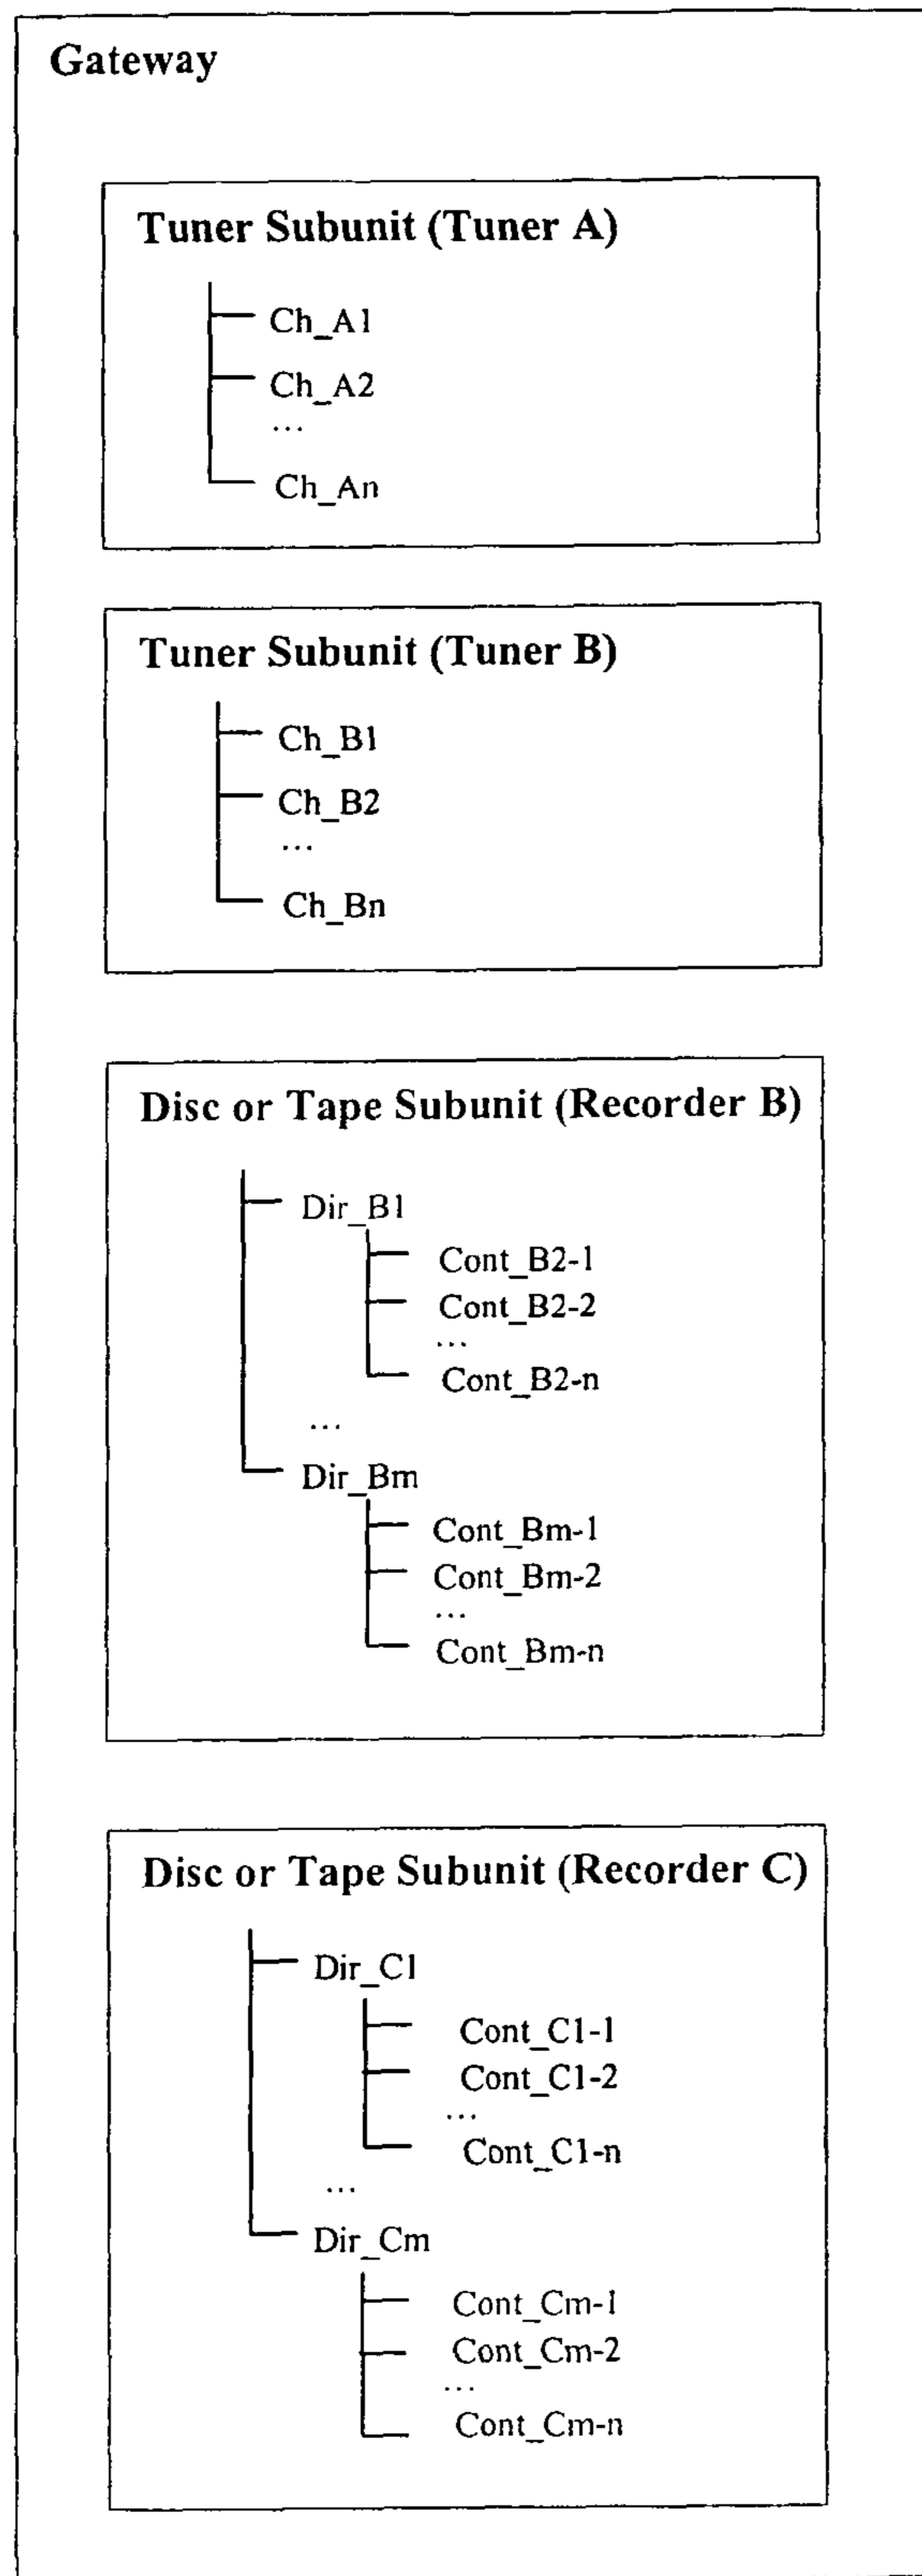 Gateway
Tuner Subunit (Tuner A)
Ch_A1
Ch_A2
...
Ch_An
Tuner Subunit (Tuner B)
Ch_B1
Ch_B2
...
Ch_Bn
Disc or Tape Subunit (Recorder B)
Dir_B1
Cont_B2-1
Cont_B2-2
...
Cont_B2-n
...
Dir_Bm
Cont_Bm-1
Cont_Bm-2
...
Cont_Bm-n
Disc or Tape Subunit (Recorder C)
Dir_C1
Cont_C1-1
Cont_C1-2
...
Cont_C1-n
...
Dir_Cm
Cont_Cm-1
Cont_Cm-2
...
Cont_Cm-n